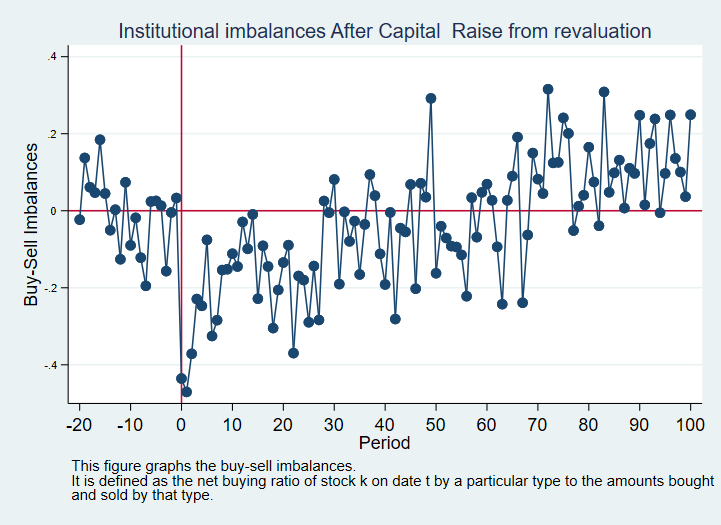 Institutional imbalances After Capital  Raise from revaluation
Buy-Sell Imbalances
.4
.2
0
-.2
-.4
-20 -10 0 10 20 30 40 50 60 70 80 90 100
Period
This figure graphs the buy-sell imbalances.
It is defined as the net buying ratio of stock k on date t by a particular type to the amounts bought
and sold by that type.